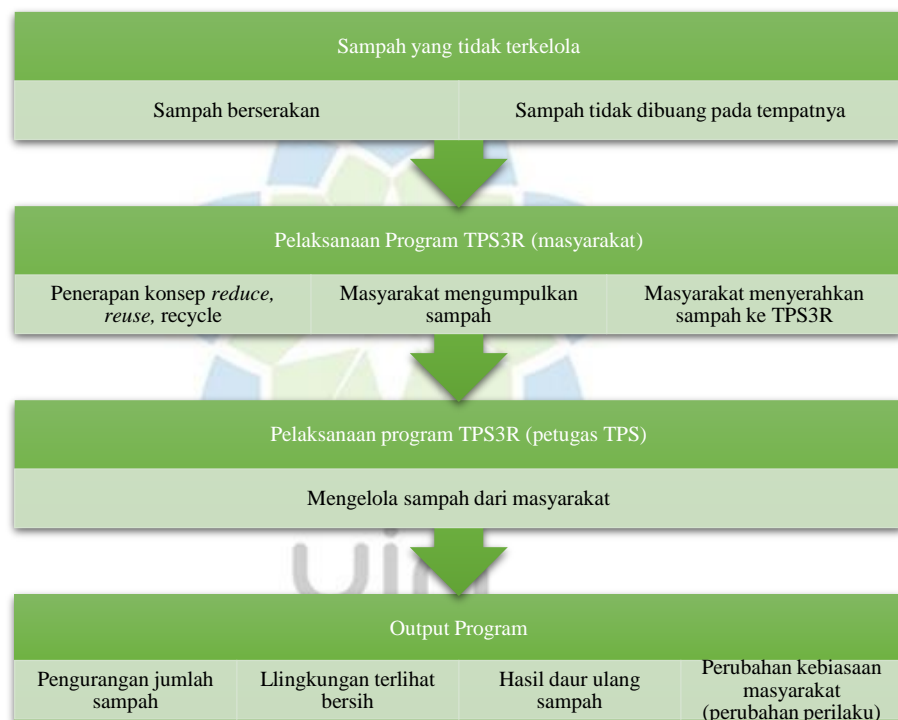 Sampah yang tidak terkelola
Sampah berserakan
Sampah tidak dibuang pada tempatnya
Pelaksanaan Program TPS3R (masyarakat)
Penerapan konsep reduce,
reuse, recycle
Masyarakat mengumpulkan
sampah
Masyarakat menyerahkan
sampah ke TPS3R
Pelaksanaan program TPS3R (petugas TPS)
Mengelola sampah dari masyarakat
uin
Output Program
Pengurangan jumlah
sampah
Llingkungan terlihat
bersih
Hasil daur ulang
sampah
Perubahan kebiasaan
masyarakat
(perubahan perilaku)